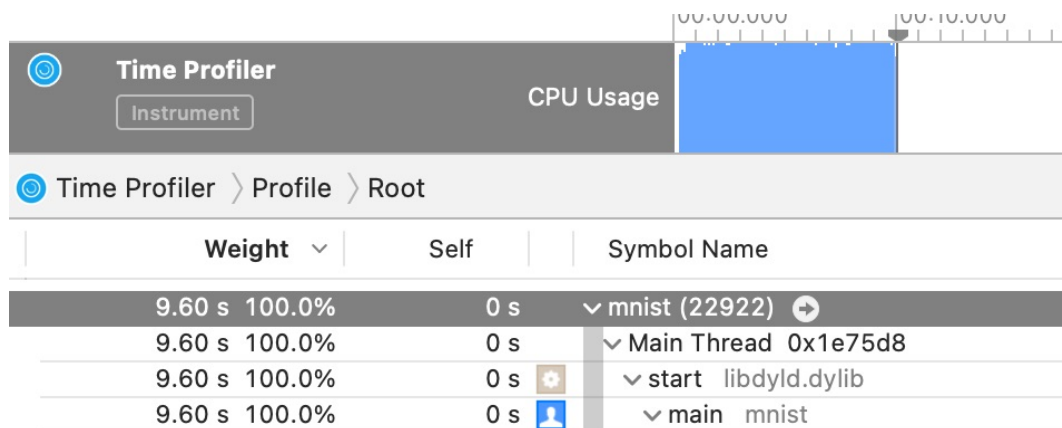 00:00.000 00:10.000
Time Profiler
Instrument
CPU Usage
Time Profiler Profile Root
Weight Self Symbol Name
9.60 s 100.0% 0 s mnist (22922)
9.60 s 100.0% 0 s Main Thread 0x1e75d8
9.60 s 100.0% 0 s start libdyld.dylib
9.60 s 100.0% 0 s main mnist